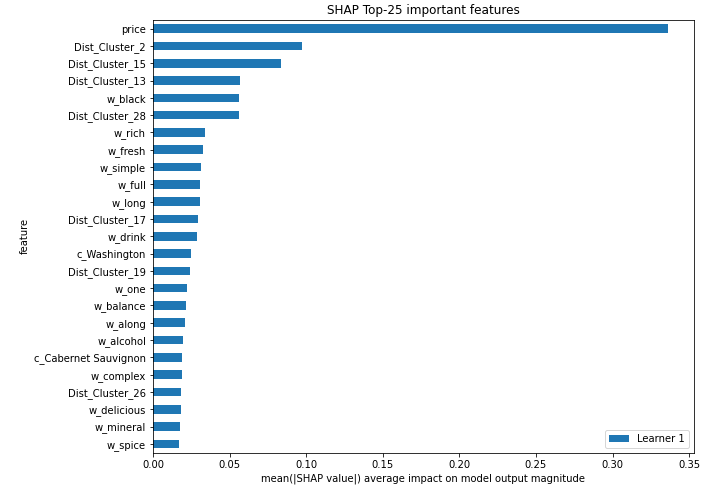 SHAP Top-25 important features
price
Dist_Cluster_2
Dist_Cluster_15
Dist_Cluster_13
w_black
Dist_Cluster_28
w_rich
w_fresh
w_simple
w_full
w_long
Dist_Cluster_17
w_drink
c_Washington
Dist_Cluster_19
w_one
w_balance
w_along
w_alcohol
c_Cabernet Sauvignon
w_complex
Dist_Cluster_26
w_delicious
w_mineral
w_spice
feature
Learner 1
0.00 0.05 0.10 0.15 0.20 0.25 0.30 0.35
mean(|SHAP value|) average impact on model output magnitude